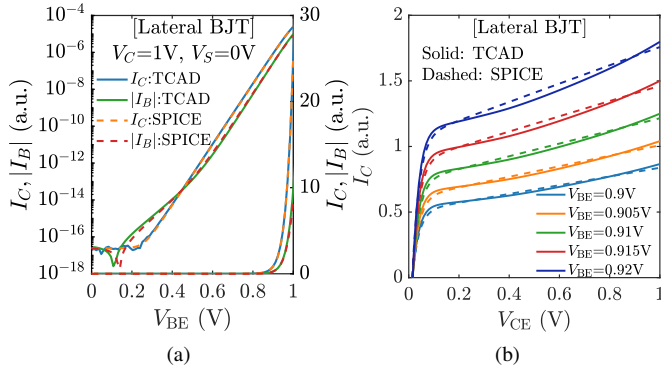 [Lateral BJT]
V_C=1V, V_S=0V
I_C:TCAD
|I_B|:TCAD
I_C:SPICE
|I_B|:SPICE
10^-4
10^-6
10^-8
10^-10
10^-12
10^-14
10^-16
10^-18
I_C, |I_B| (a.u.)
30
20
10
0
I_C, |I_B| (a.u.)
0 0.2 0.4 0.6 0.8 1
V_BE (V)
(a)
[Lateral BJT]
Solid: TCAD
Dashed: SPICE
2
1.5
1
0.5
0
I_C (a.u.)
V_BE=0.9V
V_BE=0.905V
V_BE=0.91V
V_BE=0.915V
V_BE=0.92V
0 0.2 0.4 0.6 0.8 1
V_CE (V)
(b)